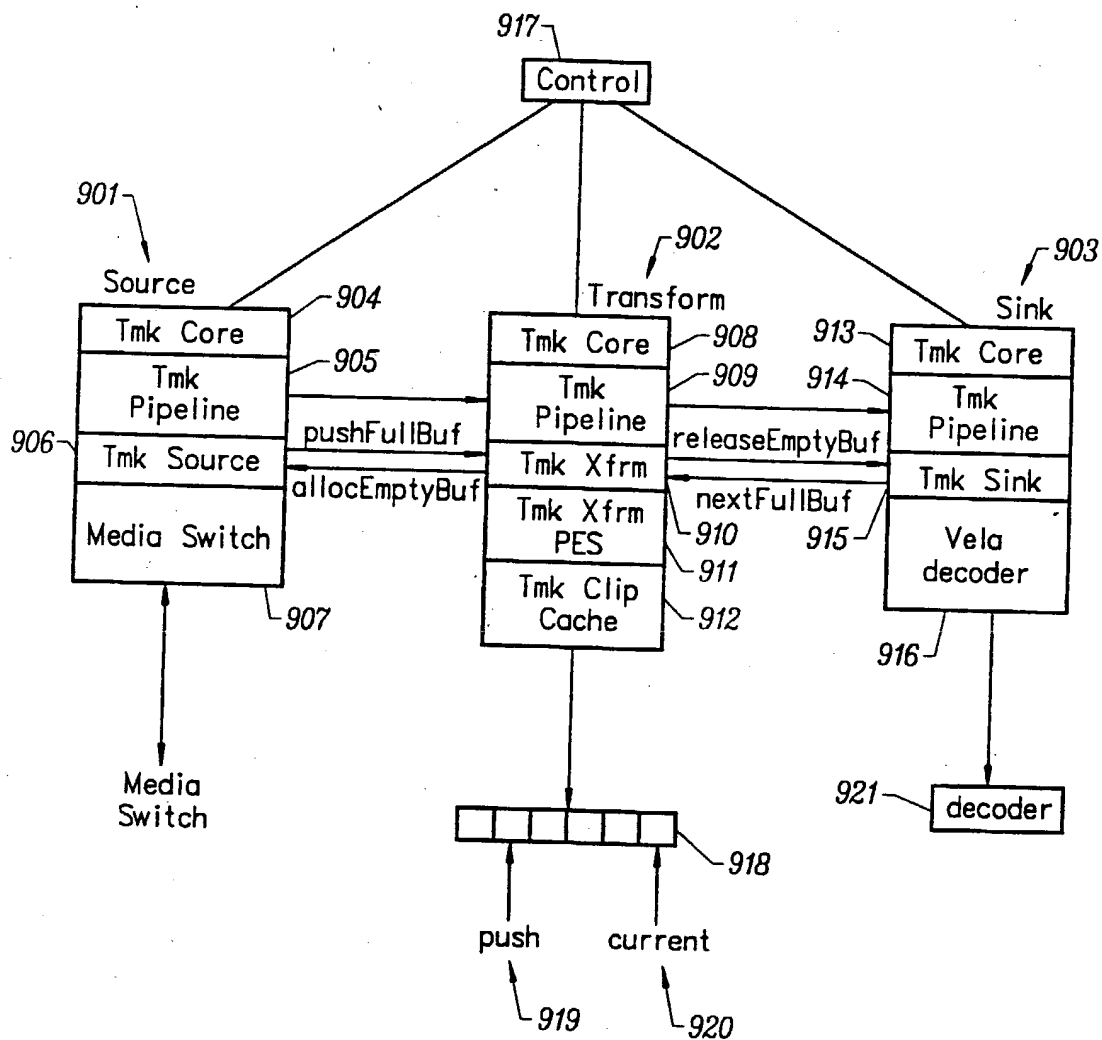 917
Control
901
Source
902
Transform
903
Sink
904
Tmk Core
905
Tmk
Pipeline
906
Tmk Source
Media Switch
907
pushFullBuf
allocEmptyBuf
Tmk Core
908
Tmk
Pipeline
909
Tmk Xfrm
910
Tmk Xfrm
PES
911
Tmk Clip
Cache
912
releaseEmptyBuf
nextFullBuf
913
Tmk Core
914
Tmk
Pipeline
Tmk Sink
915
Vela
decoder
916
Media
Switch
918
push
current
919
920
921
decoder